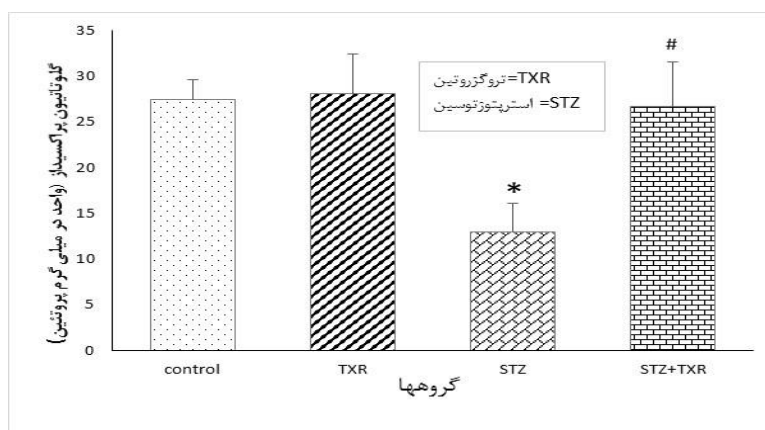 گلوتاتیون پراکسیداز (واحد در میلی گرم پروتئین)
35
30
25
20
15
10
5
0
TXR=تروگزروتین
STZ= استرپتوزتوسین
*
#
control
TXR
STZ
STZ+TXR
گروهها